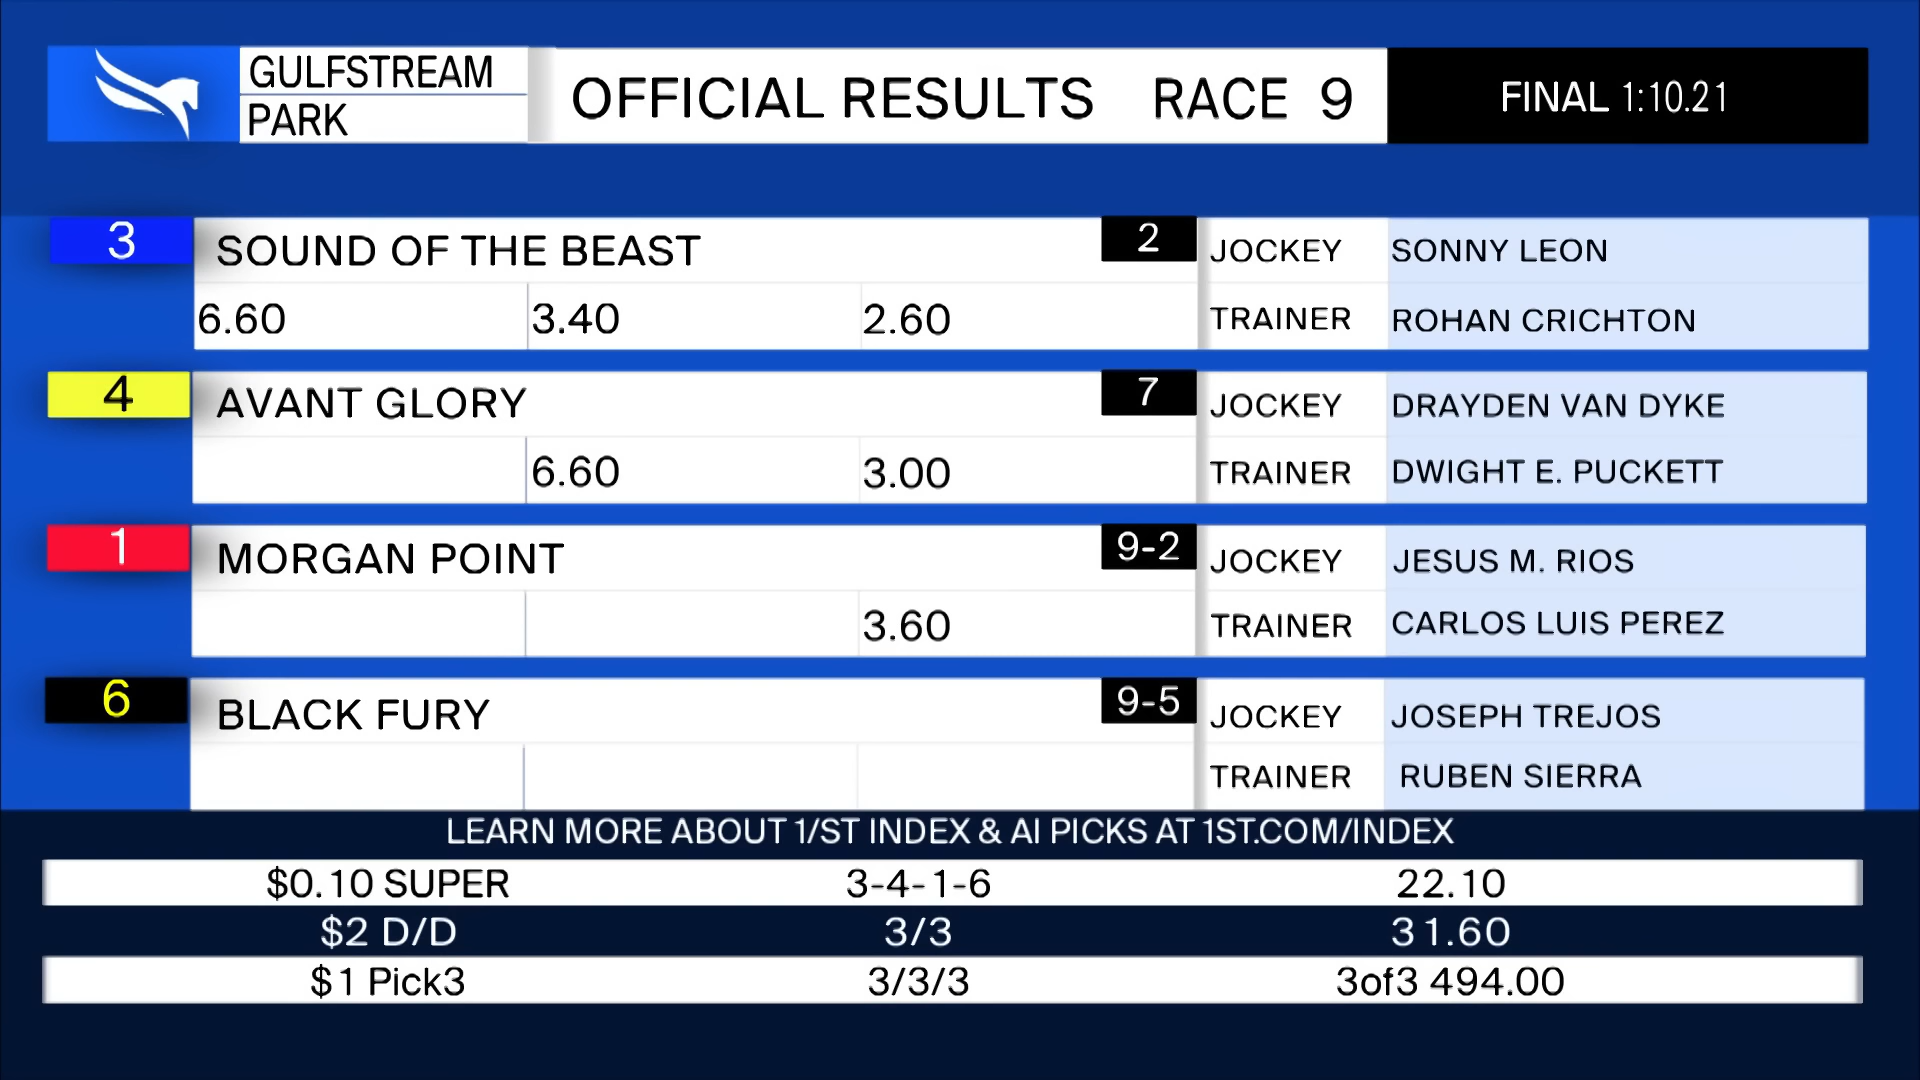 GULFSTREAM
PARK
OFFICIAL RESULTS RACE 9
FINAL 1:10.21
3 SOUND OF THE BEAST 2 JOCKEY SONNY LEON
6.60 3.40 2.60 TRAINER ROHAN CRICHTON
4 AVANT GLORY 7 JOCKEY DRAYDEN VAN DYKE
6.60 3.00 TRAINER DWIGHT E. PUCKETT
1 MORGAN POINT 9-2 JOCKEY JESUS M. RIOS
3.60 TRAINER CARLOS LUIS PEREZ
6 BLACK FURY 9-5 JOCKEY JOSEPH TREJOS
TRAINER RUBEN SIERRA
LEARN MORE ABOUT 1/ST INDEX & AI PICKS AT 1ST.COM/INDEX
$0.10 SUPER 3-4-1-6 22.10
$2 D/D 3/3 31.60
$1 Pick3 3/3/3 3of3 494.00